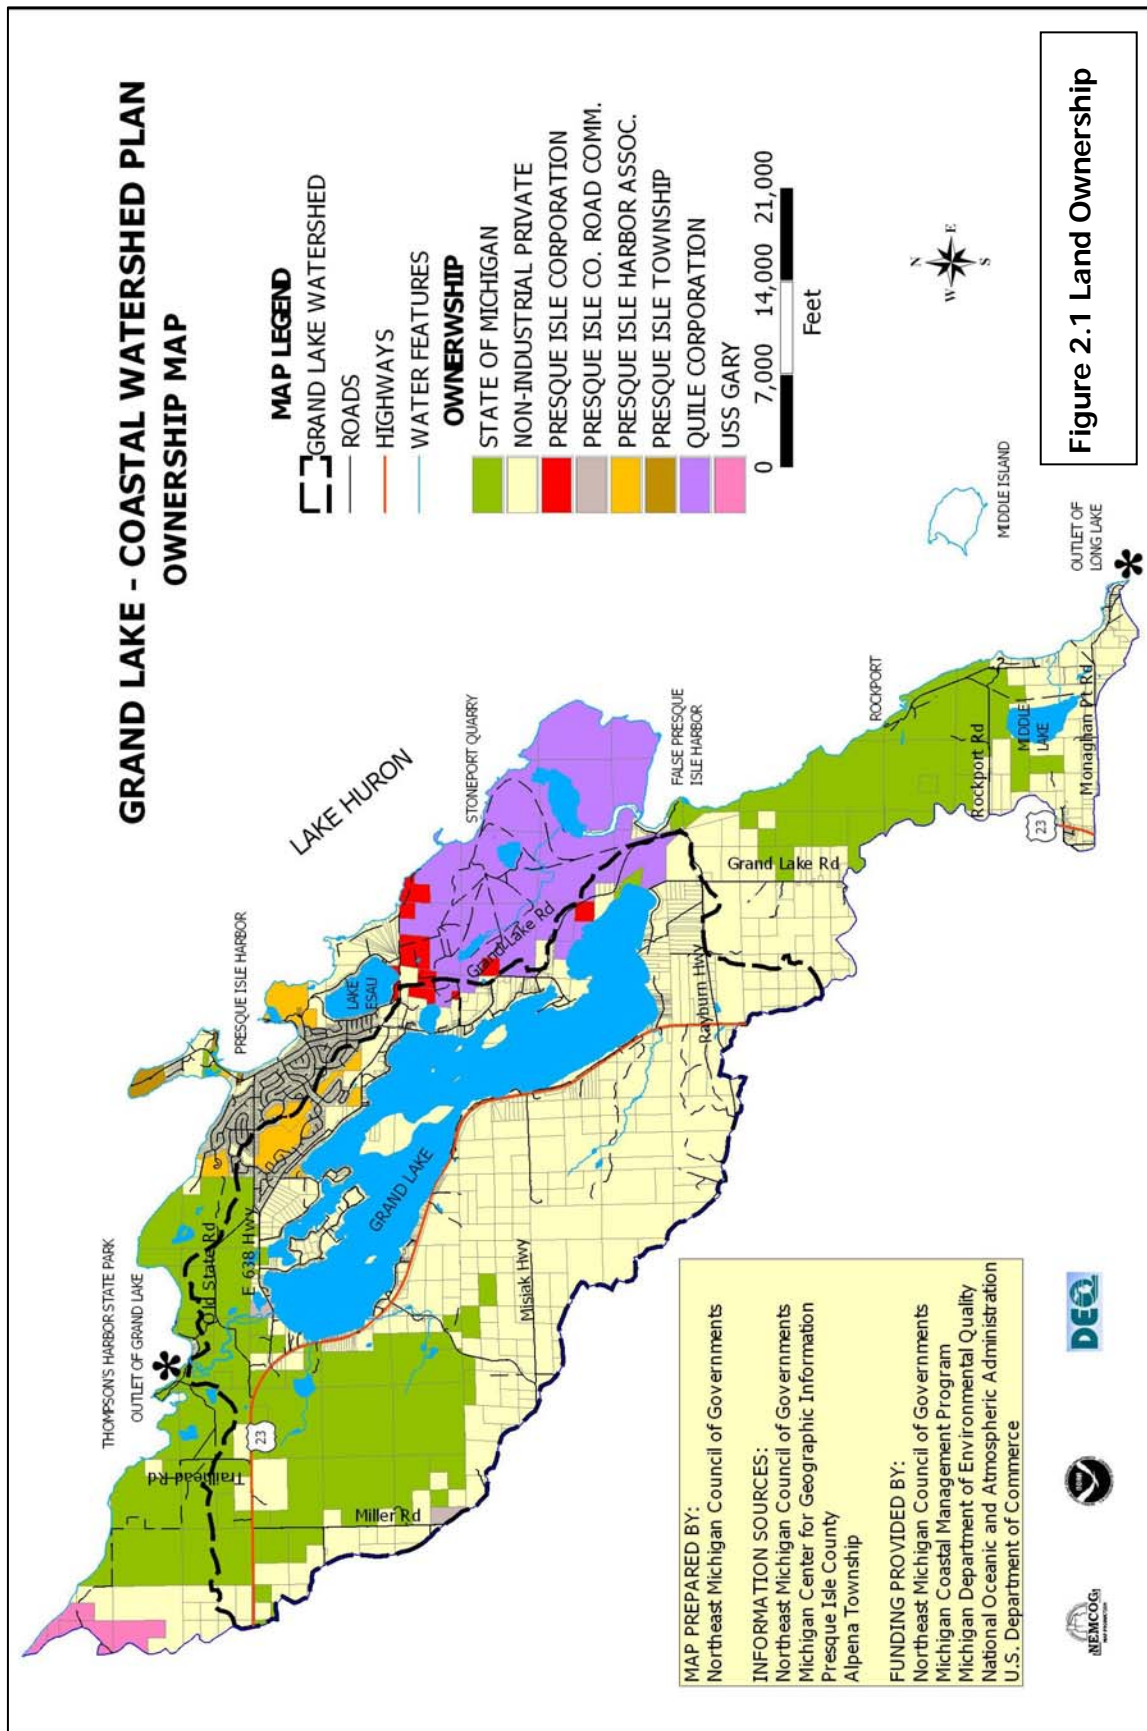 GRAND LAKE - COASTAL WATERSHED PLAN
OWNERSHIP MAP
MAP LEGEND
GRAND LAKE WATERSHED
ROADS
HIGHWAYS
WATER FEATURES
OWNERWSHIP
STATE OF MICHIGAN
NON-INDUSTRIAL PRIVATE
PRESQUE ISLE CORPORATION
PRESQUE ISLE CO. ROAD COMM.
PRESQUE ISLE HARBOR ASSOC.
PRESQUE ISLE TOWNSHIP
QUILE CORPORATION
USS GARY
0 7,000 14,000 21,000
Feet
N
W E
S
Figure 2.1 Land Ownership
THOMPSON'S HARBOR STATE PARK
OUTLET OF GRAND LAKE
*
PRESQUE ISLE HARBOR
LAKE HURON
STONEPORT QUARRY
FALSE PRESQUE
ISLE HARBOR
ROCKPORT
MIDDLE ISLAND
OUTLET OF
LONG LAKE
*
LAKE
ESAU
GRAND LAKE
MIDDLE
LAKE
Old State Rd
E 638 Hwy
Trailhead Rd
23
Miller Rd
Misiak Hwy
Grand Lake Rd
Rayburn Hwy
Grand Lake Rd
Rockport Rd
Monaghan Pt Rd
23
MAP PREPARED BY:
Northeast Michigan Council of Governments
INFORMATION SOURCES:
Northeast Michigan Council of Governments
Michigan Center for Geographic Information
Presque Isle County
Alpena Township
FUNDING PROVIDED BY:
Northeast Michigan Council of Governments
Michigan Coastal Management Program
Michigan Department of Environmental Quality
National Oceanic and Atmospheric Administration
U.S. Department of Commerce
NEMCOG
DEQ